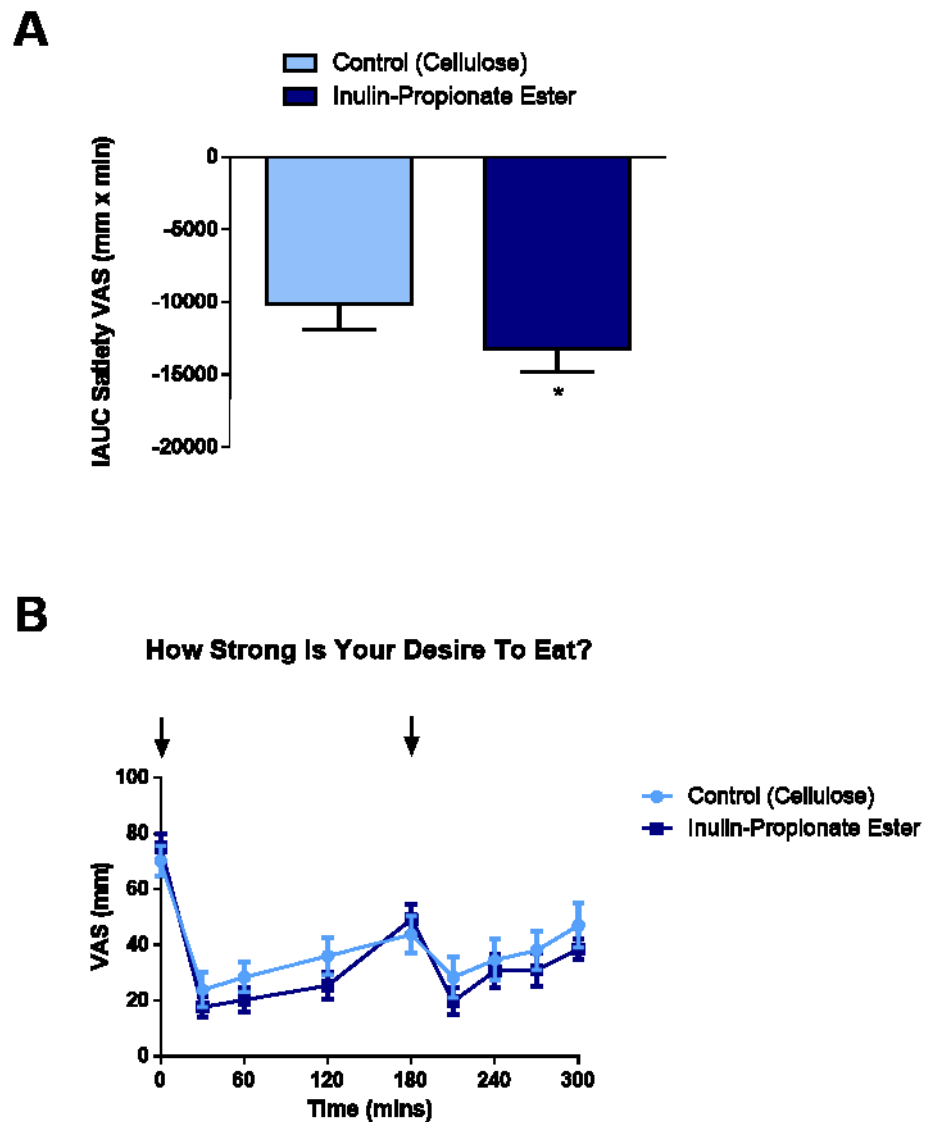 A
Control (Cellulose)
Inulin-Propionate Ester
IAUC Satiety VAS (mm x min)
0
-5000
-10000
-15000
-20000
*
B
How Strong Is Your Desire To Eat?
100
80
60
40
20
0
VAS (mm)
0 60 120 180 240 300
Time (mins)
Control (Cellulose)
Inulin-Propionate Ester